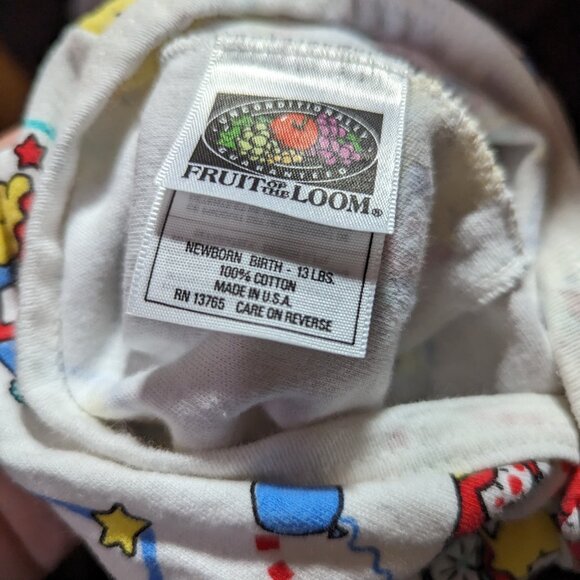 UNCONDITIONALLY
GUARANTEED
FRUIT OF THE LOOM®
NEWBORN BIRTH - 13 LBS.
100% COTTON
MADE IN U.S.A.
RN 13765 CARE ON REVERSE